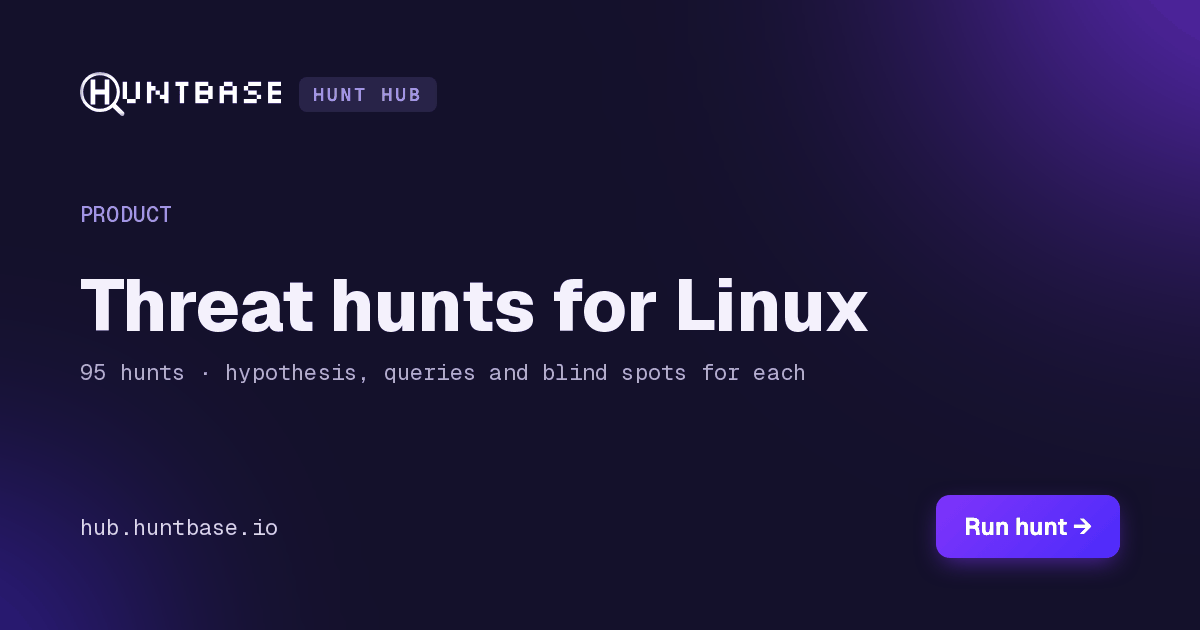 HUNTBASE HUNT HUB
PRODUCT
Threat hunts for Linux
95 hunts · hypothesis, queries and blind spots for each
hub.huntbase.io
Run hunt →